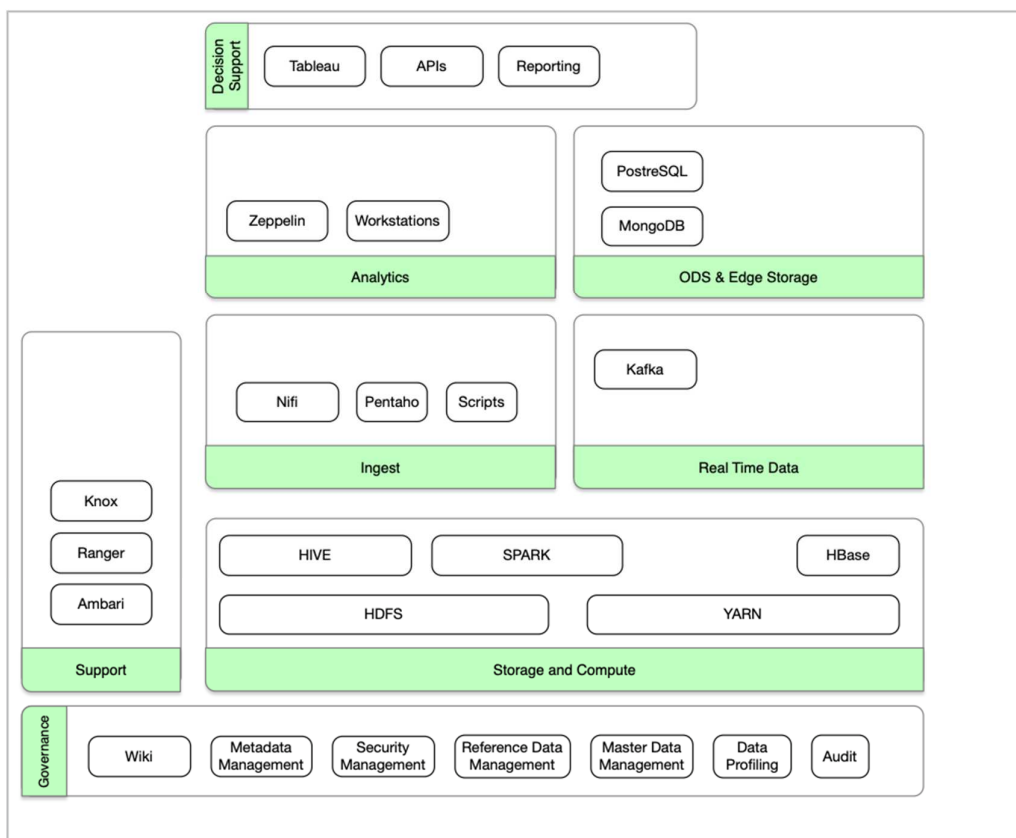 Decision
Support
Tableau
APIs
Reporting
Zeppelin
Workstations
Analytics
PostreSQL
MongoDB
ODS & Edge Storage
Nifi
Pentaho
Scripts
Ingest
Kafka
Real Time Data
Knox
Ranger
Ambari
Support
HIVE
SPARK
HBase
HDFS
YARN
Storage and Compute
Governance
Wiki
Metadata
Management
Security
Management
Reference Data
Management
Master Data
Management
Data
Profiling
Audit